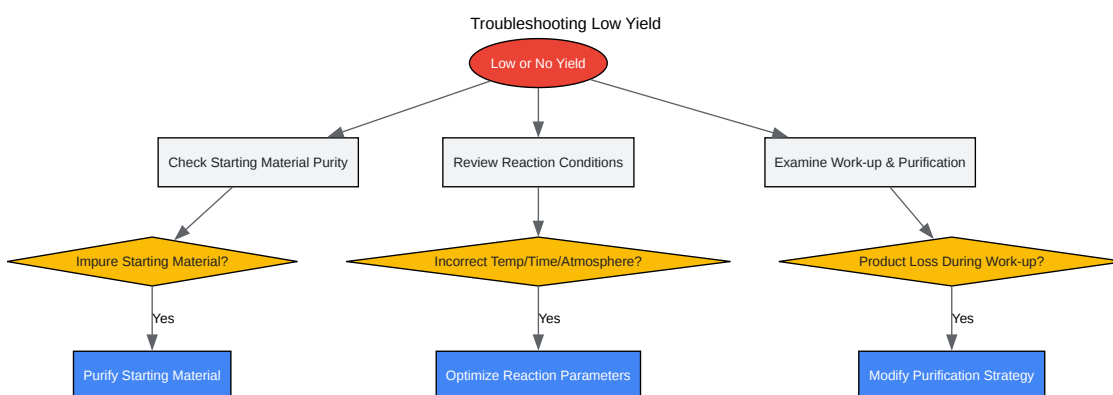 Troubleshooting Low Yield
Low or No Yield
Check Starting Material Purity
Review Reaction Conditions
Examine Work-up & Purification
Impure Starting Material?
Incorrect Temp/Time/Atmosphere?
Product Loss During Work-up?
Yes
Yes
Yes
Purify Starting Material
Optimize Reaction Parameters
Modify Purification Strategy